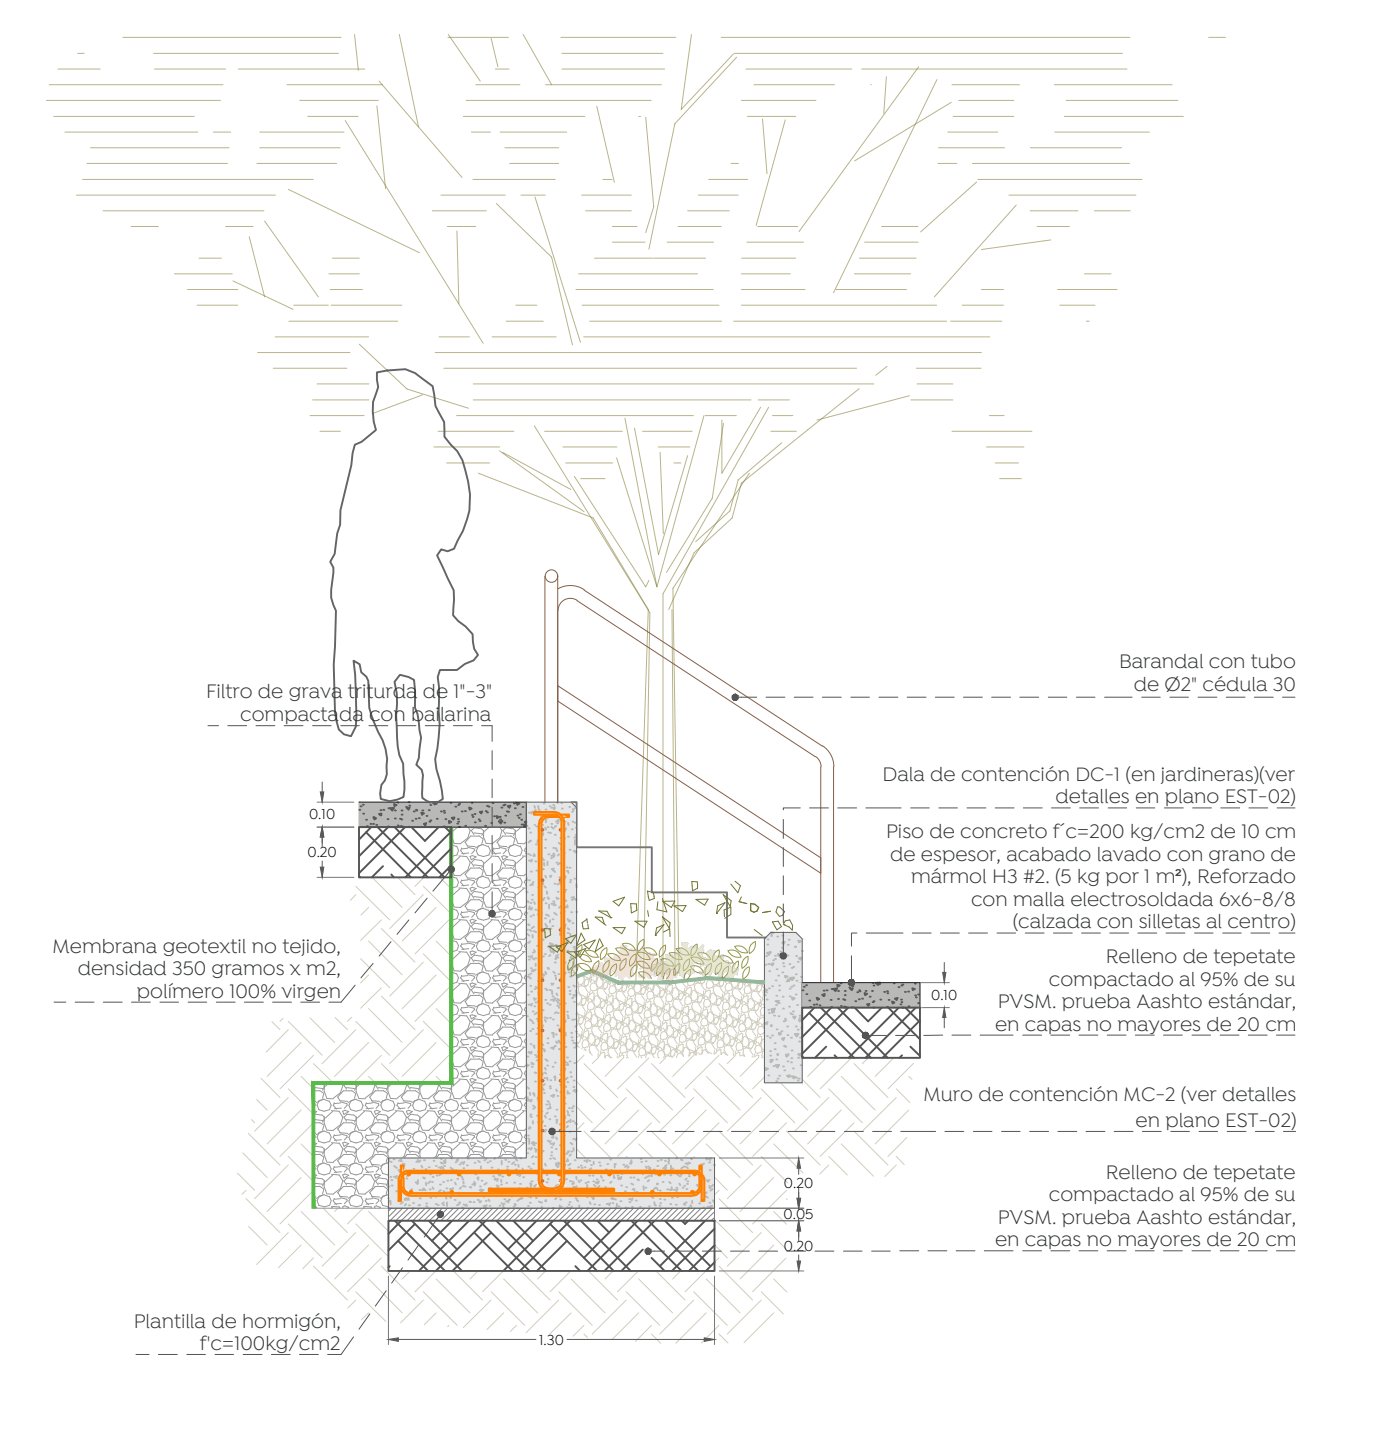 Barandal con tubo
de Ø2" cédula 30
Filtro de grava triturda de 1"-3"
compactada con bailarina
Dala de contención DC-1 (en jardineras)(ver
detalles en plano EST-02)
0.10
0.20
Piso de concreto f´c=200 kg/cm2 de 10 cm
de espesor, acabado lavado con grano de
mármol H3 #2. (5 kg por 1 m²), Reforzado
con malla electrosoldada 6x6-8/8
(calzada con silletas al centro)
Membrana geotextil no tejido,
densidad 350 gramos x m2,
polímero 100% virgen
Relleno de tepetate
compactado al 95% de su
PVSM. prueba Aashto estándar,
en capas no mayores de 20 cm
0.10
Muro de contención MC-2 (ver detalles
en plano EST-02)
0.20
0.05
0.20
Relleno de tepetate
compactado al 95% de su
PVSM. prueba Aashto estándar,
en capas no mayores de 20 cm
Plantilla de hormigón,
f'c=100kg/cm2
1.30